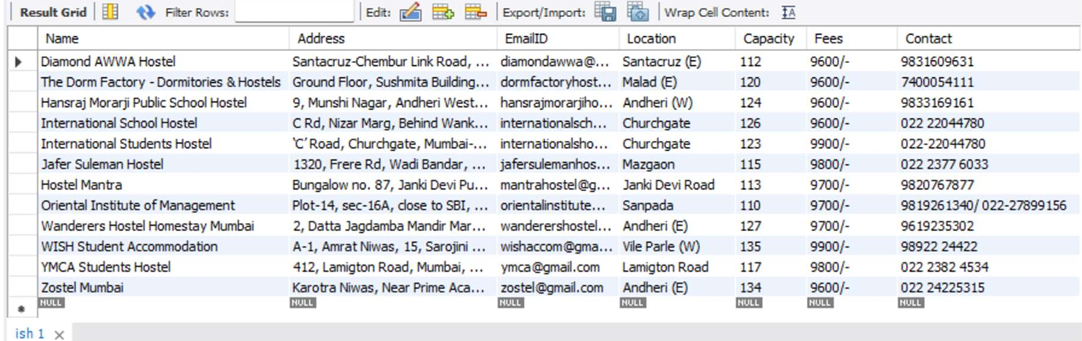 Result Grid Filter Rows: Edit: Export/Import: Wrap Cell Content:
Name Address EmailID Location Capacity Fees Contact
Diamond AWWA Hostel Santacruz-Chembur Link Road, ... diamondawwa@... Santacruz (E) 112 9600/- 9831609631
The Dorm Factory - Dormitories & Hostels Ground Floor, Sushmita Building... dormfactoryhost... Malad (E) 120 9600/- 7400054111
Hansraj Morarji Public School Hostel 9, Munshi Nagar, Andheri West... hansrajmorarjiho... Andheri (W) 124 9600/- 9833169161
International School Hostel C Rd, Nizar Marg, Behind Wank... internationalsch... Churchgate 126 9600/- 022 22044780
International Students Hostel 'C' Road, Churchgate, Mumbai-... internationalsho... Churchgate 123 9900/- 022-22044780
Jafer Suleman Hostel 1320, Frere Rd, Wadi Bandar, ... jafersulemanhos... Mazgaon 115 9800/- 022 2377 6033
Hostel Mantra Bungalow no. 87, Janki Devi Pu... mantrahostel@g... Janki Devi Road 113 9700/- 9820767877
Oriental Institute of Management Plot-14, sec-16A, close to SBI, ... orientalinstitute... Sanpada 110 9700/- 9819261340/ 022-27899156
Wanderers Hostel Homestay Mumbai 2, Datta Jagdamba Mandir Mar... wanderershostel... Andheri (E) 127 9700/- 9619235302
WISH Student Accommodation A-1, Amrat Niwas, 15, Sarojini ... wishaccom@gma... Vile Parle (W) 135 9900/- 98922 24422
YMCA Students Hostel 412, Lamigton Road, Mumbai, ... ymca@gmail.com Lamigton Road 117 9800/- 022 2382 4534
Zostel Mumbai Karotra Niwas, Near Prime Aca... zostel@gmail.com Andheri (E) 134 9600/- 022 24225315
NULL NULL NULL NULL NULL NULL NULL
ish 1